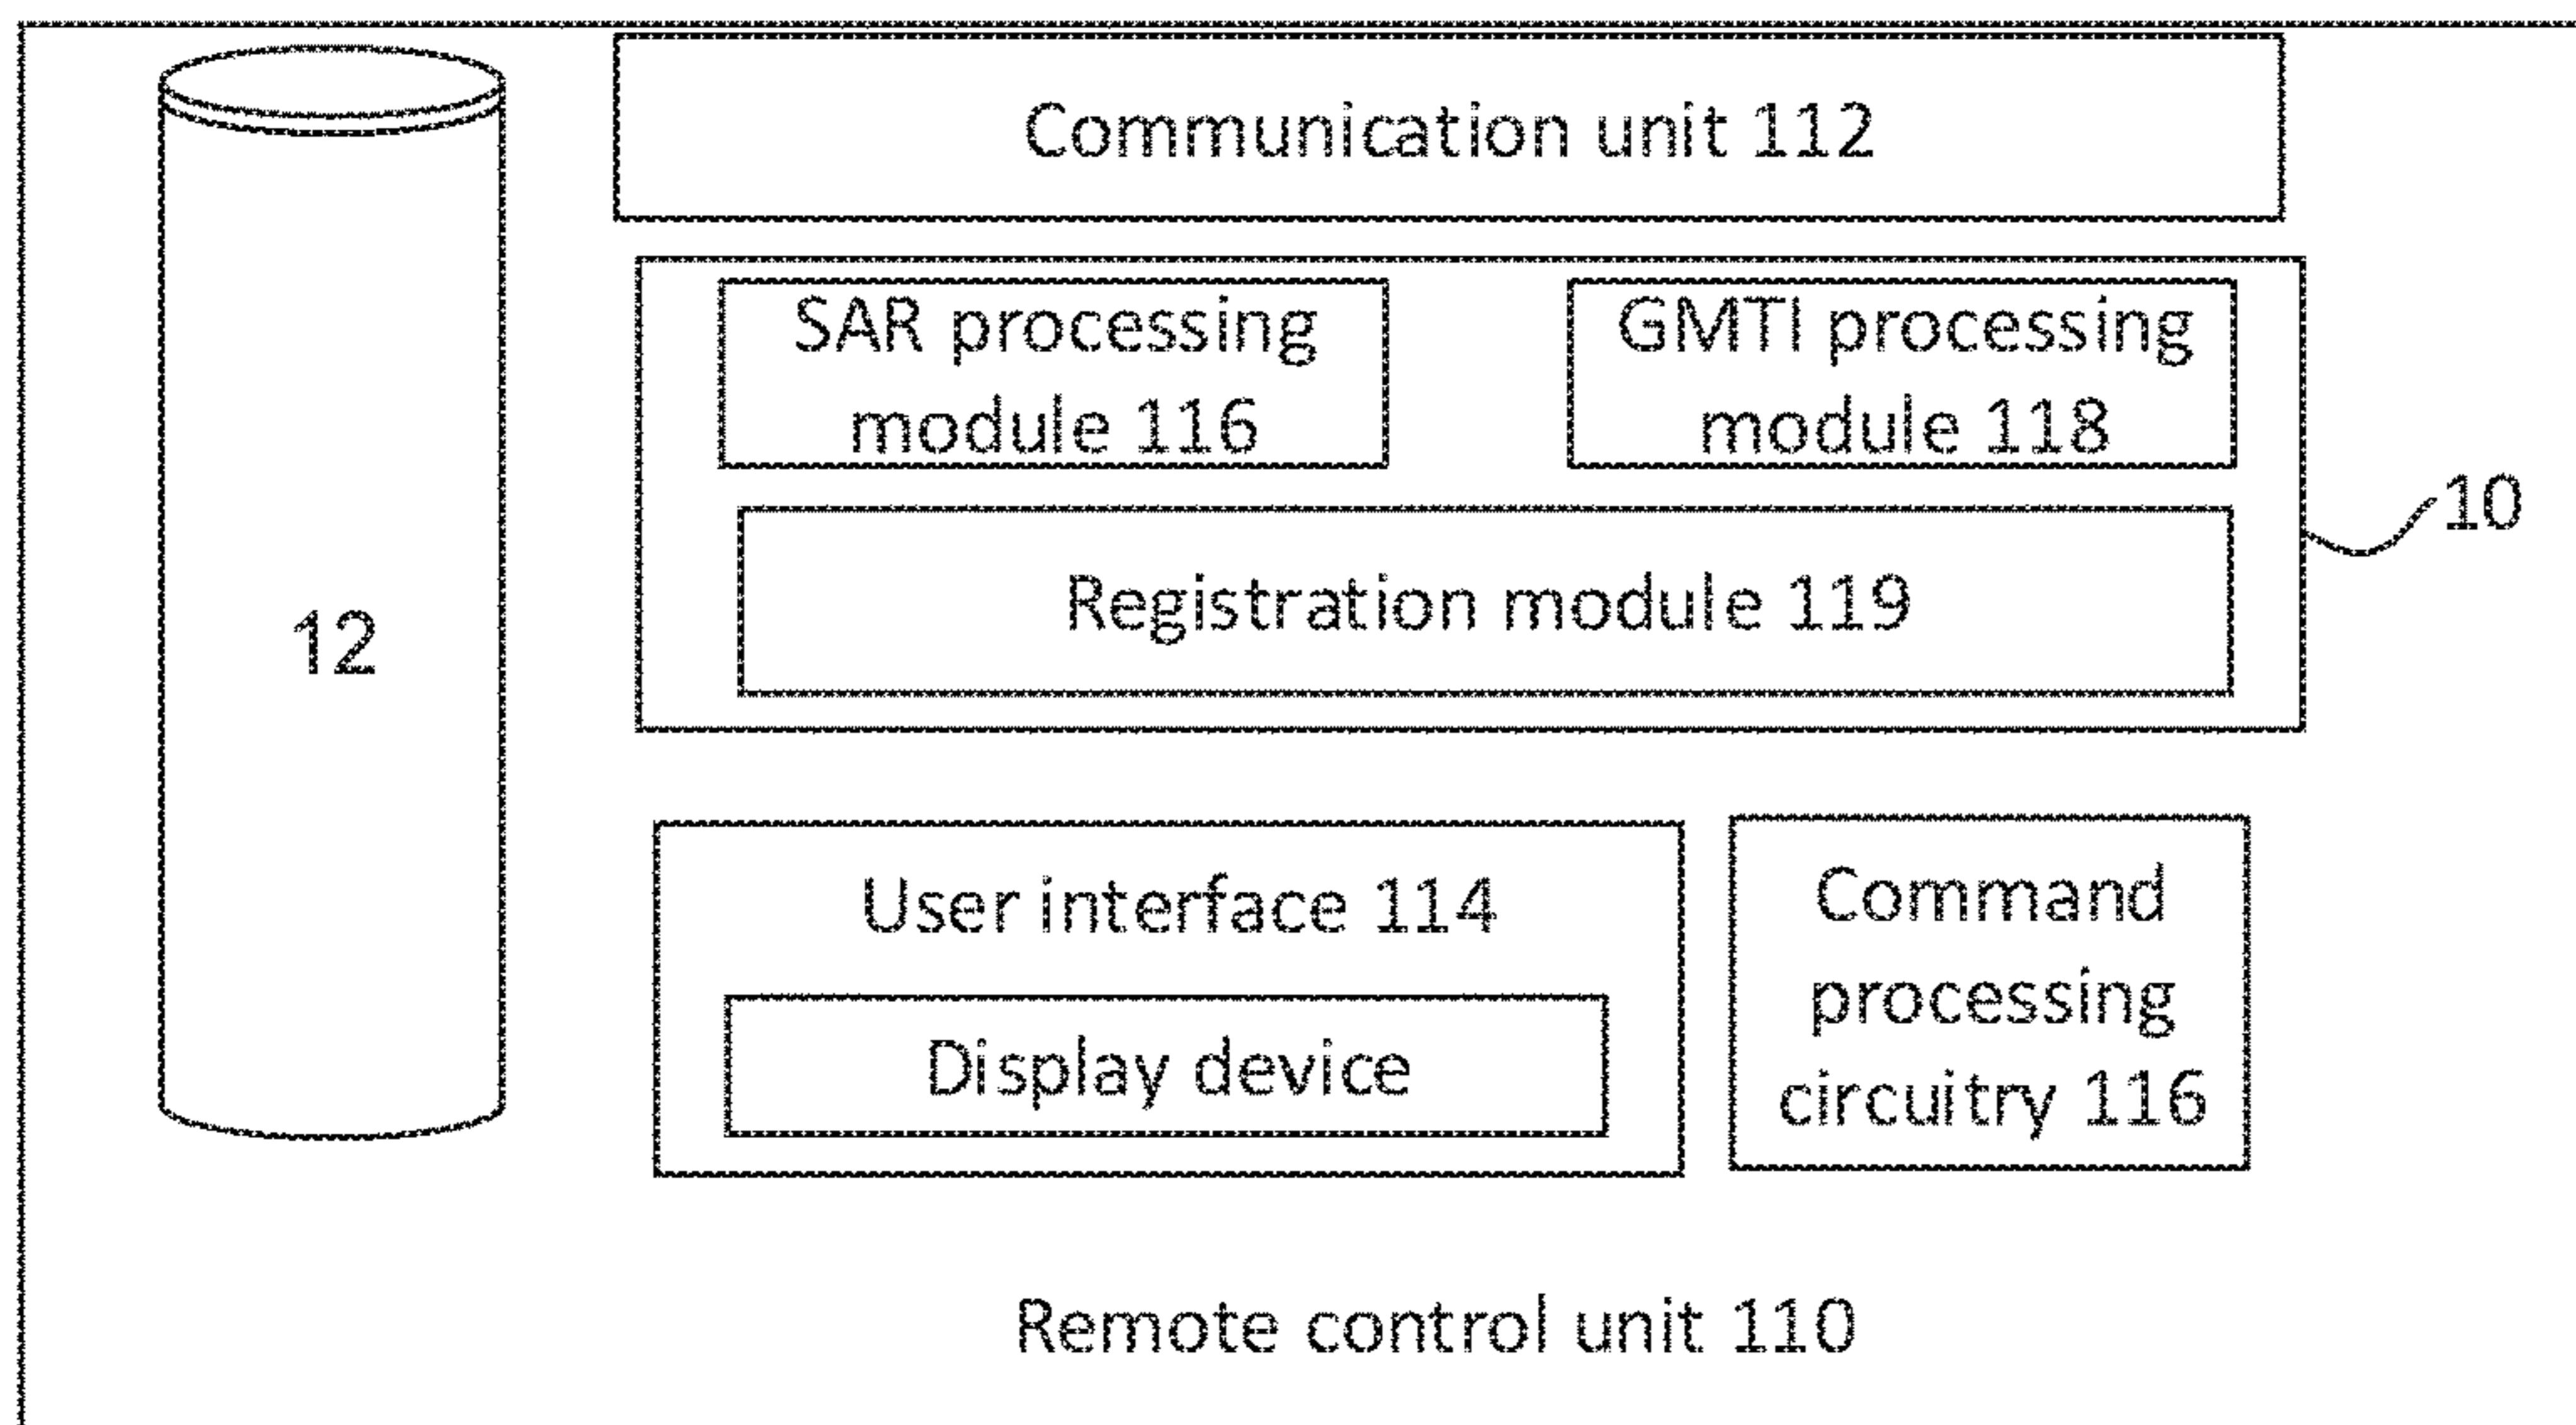 Communication unit 112
SAR processing
module 116
GMTI processing
module 118
10
Registration module 119
12
User interface 114
Display device
Command
processing
circuitry 116
Remote control unit 110